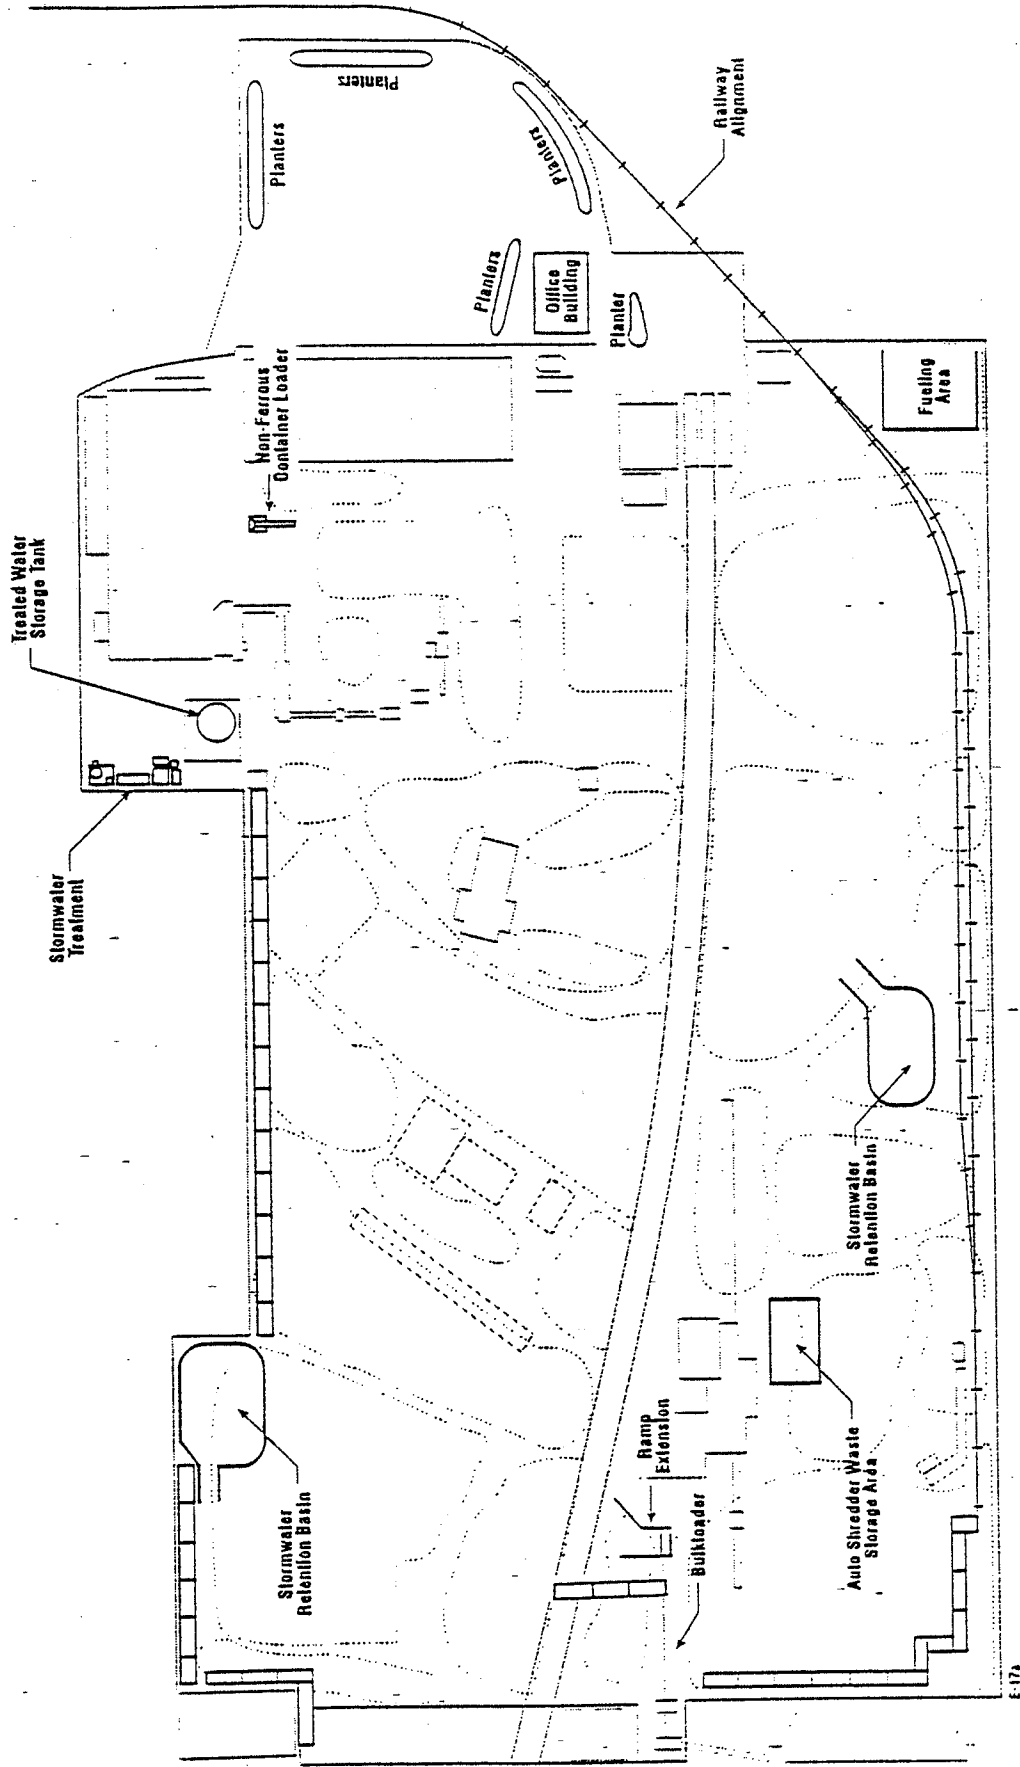 Planters
Planters
Planters
Railway
Alignment
Planters
Office
Building
Planter
Fueling
Area
Non-Ferrous
Container Loader
Treated Water
Storage Tank
Stormwater
Treatment
Stormwater
Retention Basin
Stormwater
Retention Basin
Ramp
Extension
Bulkloader
Auto Shredder Waste
Storage Area
E-17a